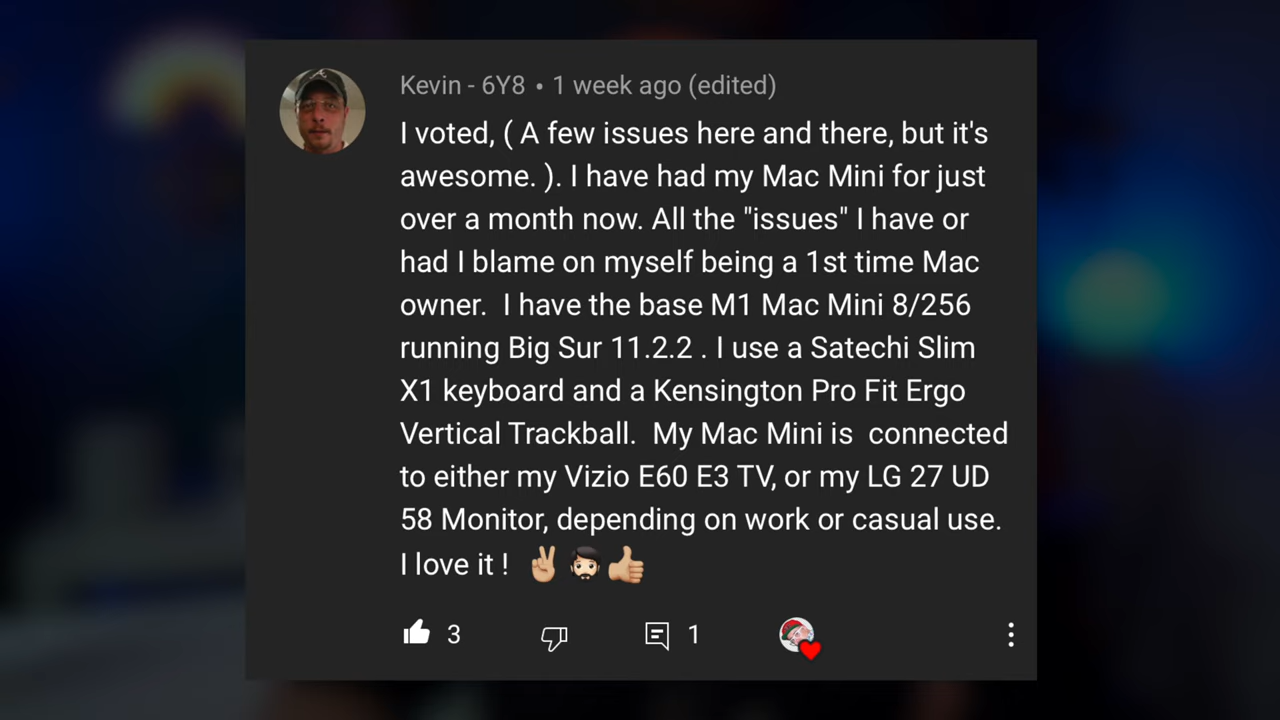 Kevin - 6Y8 • 1 week ago (edited)
I voted, ( A few issues here and there, but it's
awesome. ). I have had my Mac Mini for just
over a month now. All the "issues" I have or
had I blame on myself being a 1st time Mac
owner.  I have the base M1 Mac Mini 8/256
running Big Sur 11.2.2 . I use a Satechi Slim
X1 keyboard and a Kensington Pro Fit Ergo
Vertical Trackball.  My Mac Mini is  connected
to either my Vizio E60 E3 TV, or my LG 27 UD
58 Monitor, depending on work or casual use.
I love it !  ✌🏼🧔🏻👍🏼
3 1